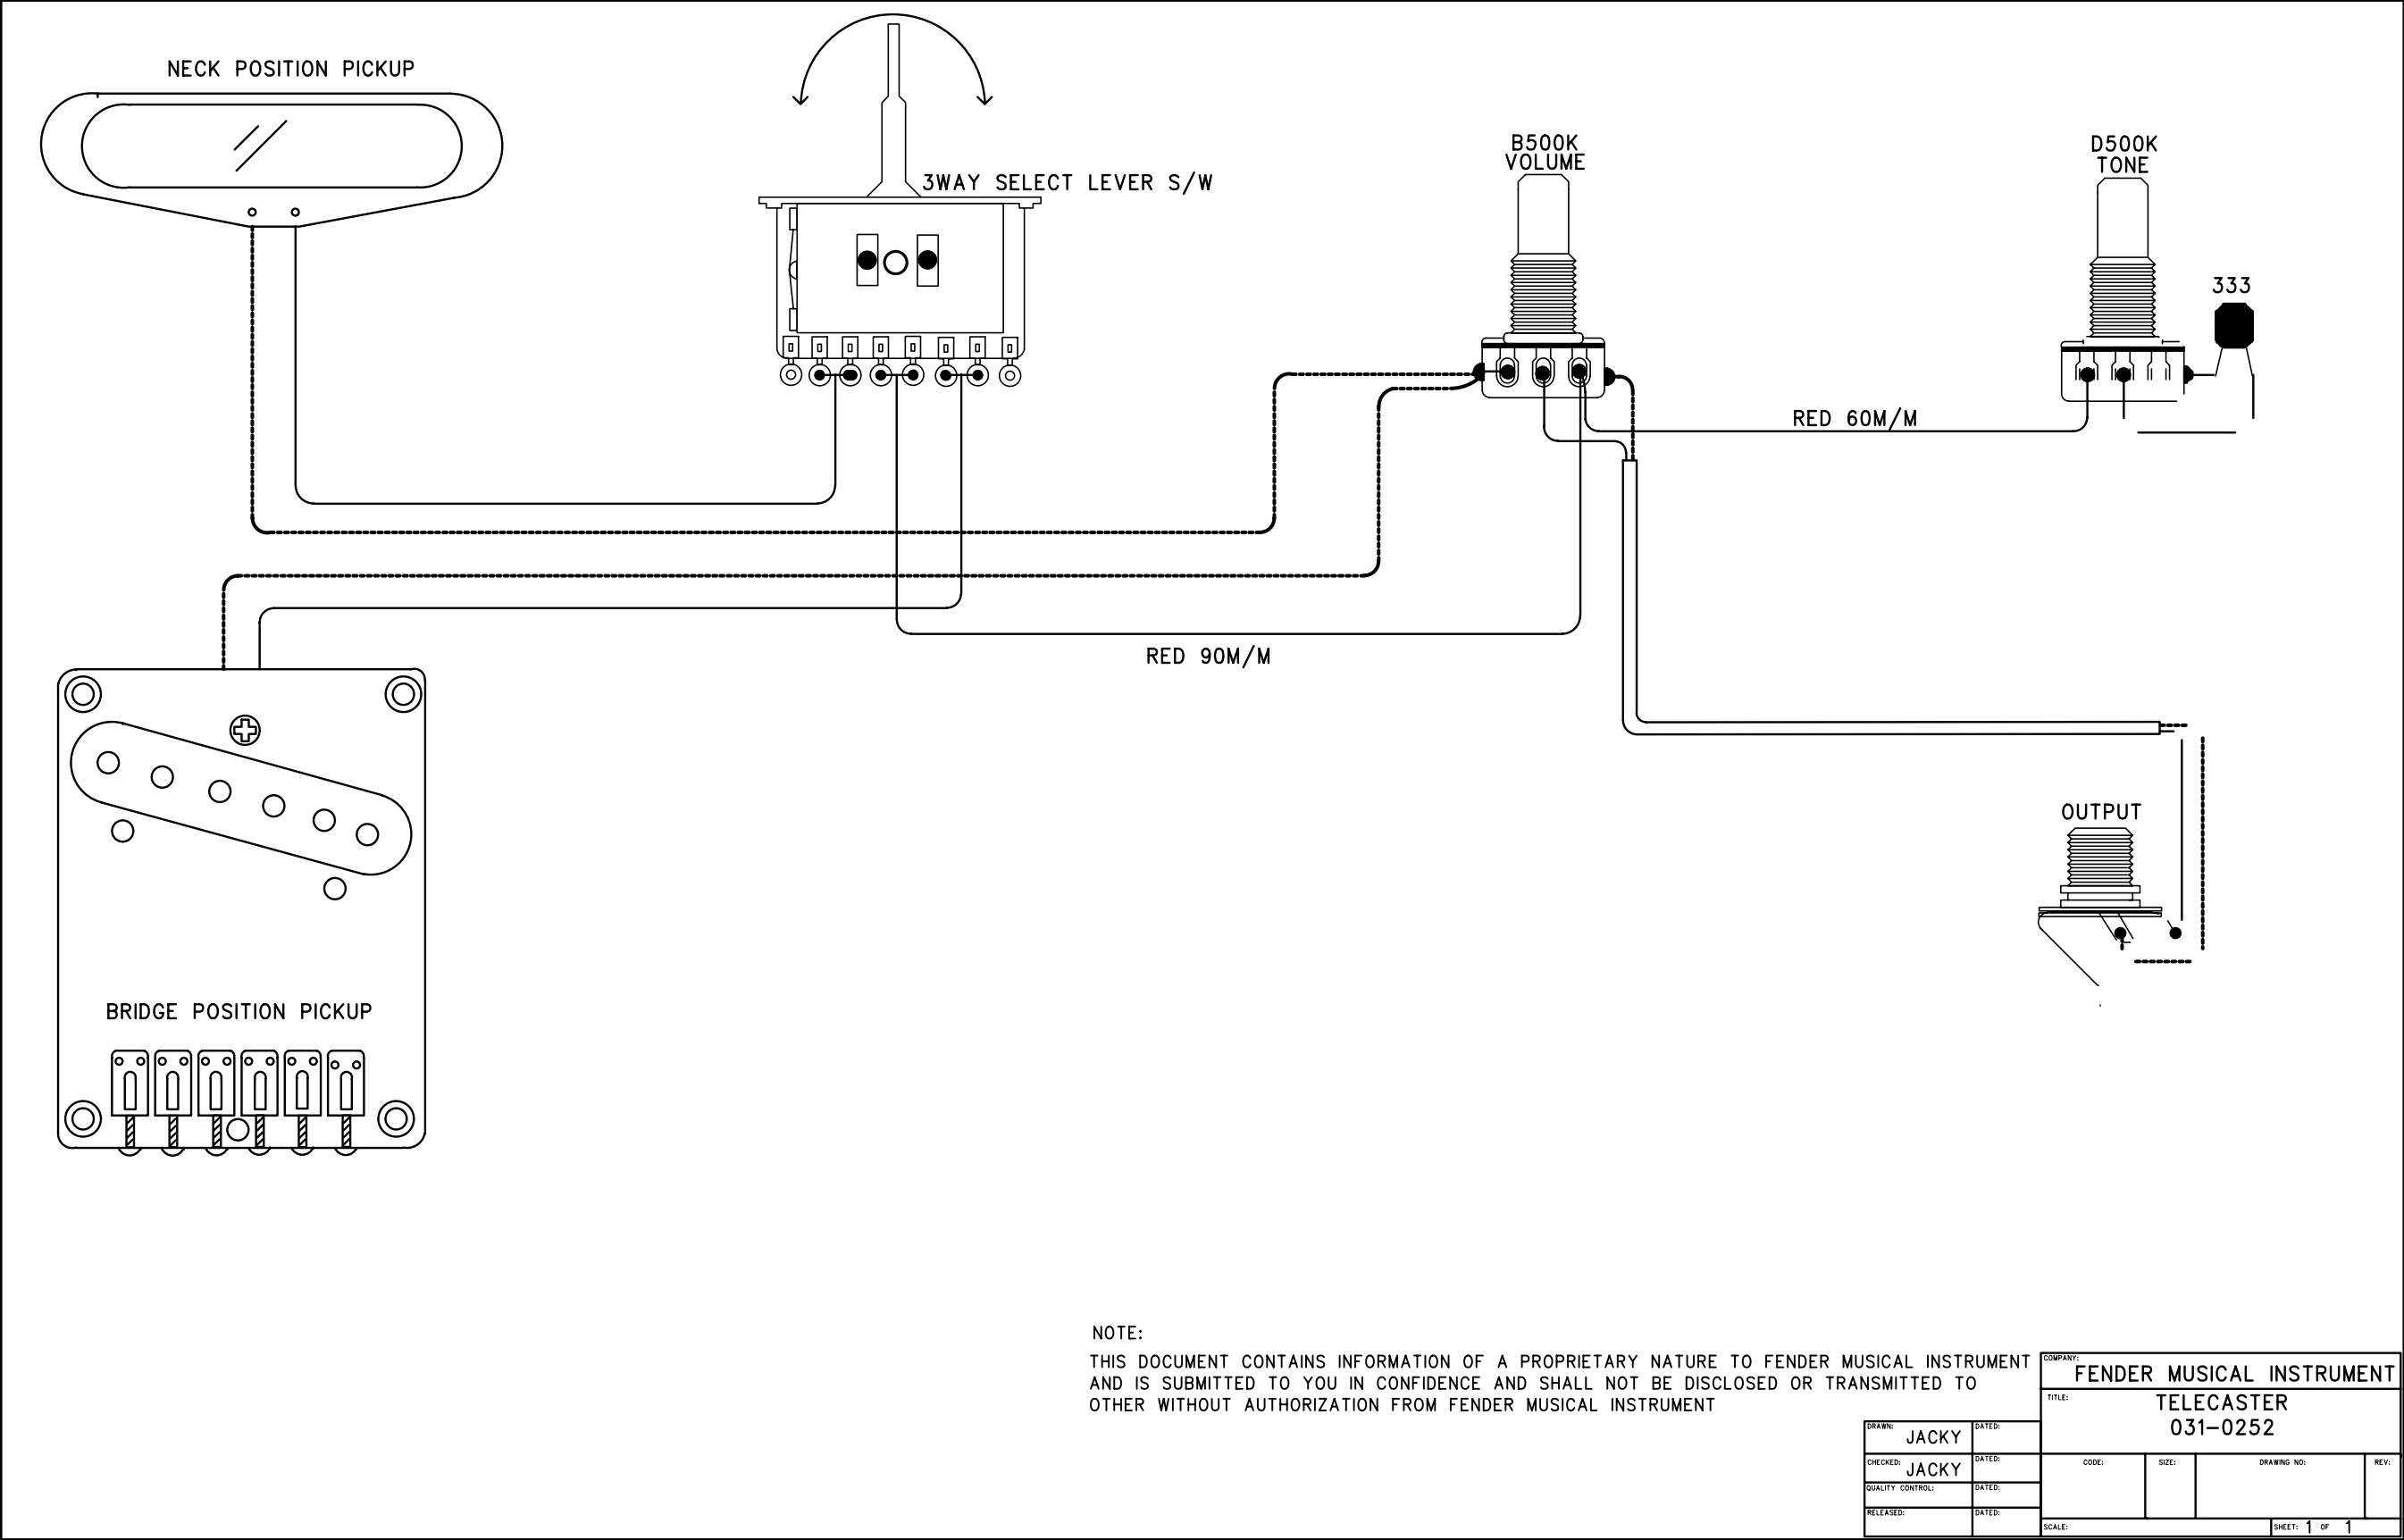 NECK POSITION PICKUP
3WAY SELECT LEVER S/W
B500K
VOLUME
D500K
TONE
333
RED 60M/M
RED 90M/M
OUTPUT
BRIDGE POSITION PICKUP
NOTE:
THIS DOCUMENT CONTAINS INFORMATION OF A PROPRIETARY NATURE TO FENDER MUSICAL INSTRUMENT
AND IS SUBMITTED TO YOU IN CONFIDENCE AND SHALL NOT BE DISCLOSED OR TRANSMITTED TO
OTHER WITHOUT AUTHORIZATION FROM FENDER MUSICAL INSTRUMENT
COMPANY:
FENDER MUSICAL INSTRUMENT
TITLE:
TELECASTER
031-0252
DRAWN: JACKY DATED:
CHECKED: JACKY DATED:
QUALITY CONTROL: DATED:
RELEASED: DATED:
CODE: SIZE: DRAWING NO: REV:
SCALE: SHEET: 1 OF 1